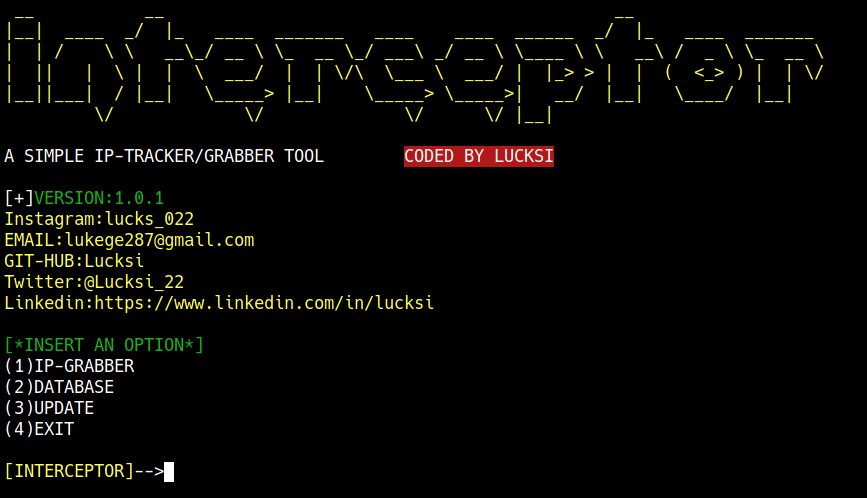 interceptor
A SIMPLE IP-TRACKER/GRABBER TOOL CODED BY LUCKSI
[+]VERSION:1.0.1
Instagram:lucks_022
EMAIL:lukege287@gmail.com
GIT-HUB:Lucksi
Twitter:@Lucksi_22
Linkedin:https://www.linkedin.com/in/lucksi
[*INSERT AN OPTION*]
(1)IP-GRABBER
(2)DATABASE
(3)UPDATE
(4)EXIT
[INTERCEPTOR]-->